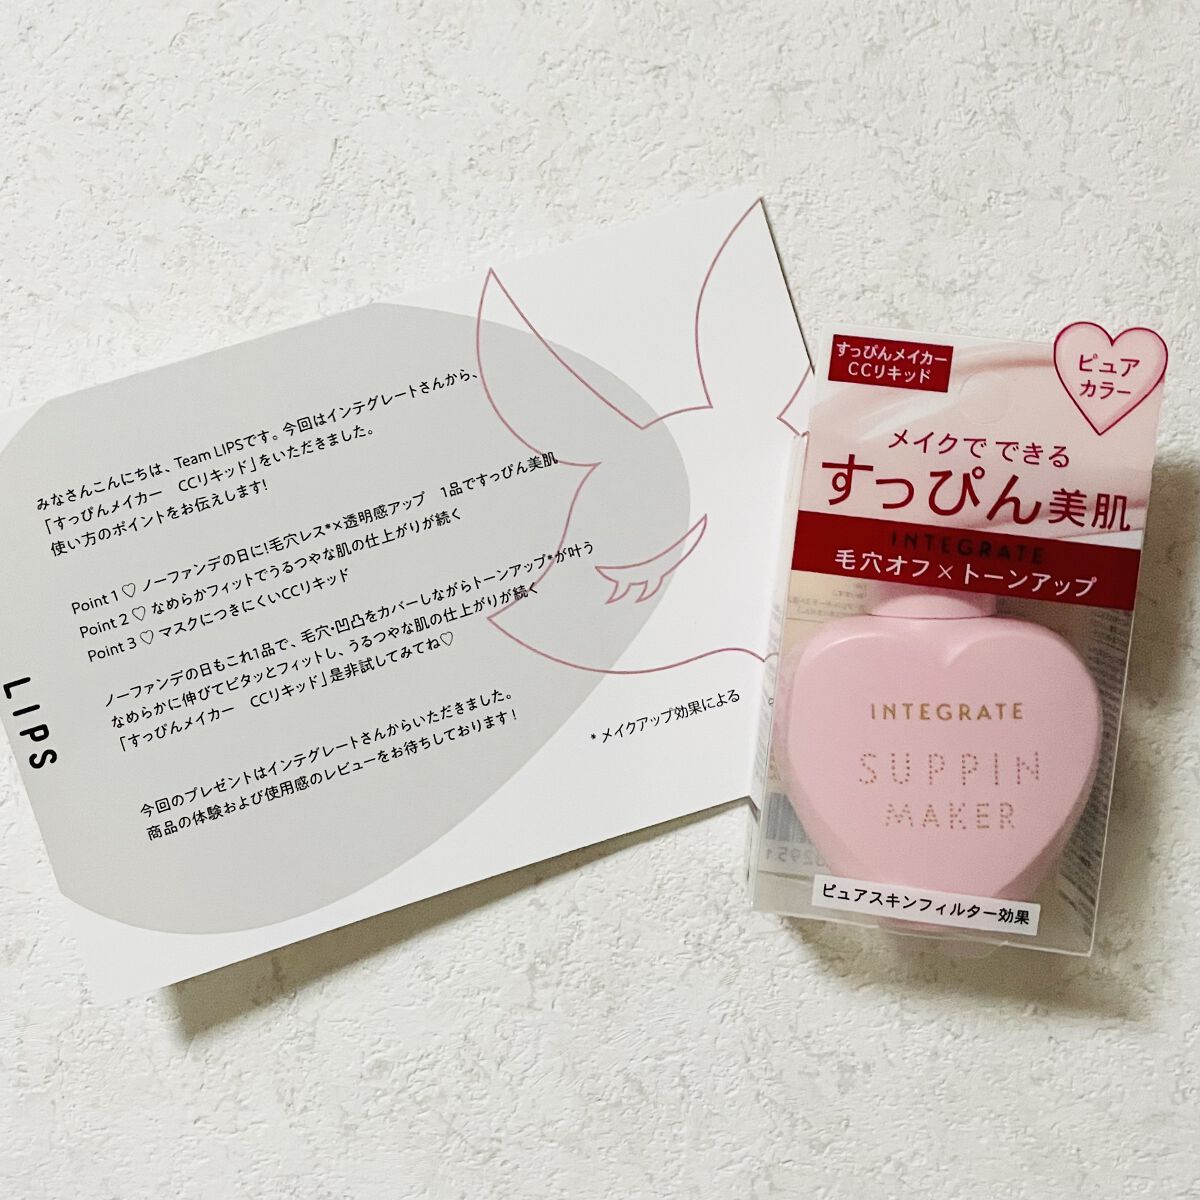 みなさんこんにちは、Team LIPSです。今回はインテグレートさんから、
「すっぴんメイカー　CCリキッド」をいただきました。
使い方のポイントをお伝えします!
Point 1 ♡ ノーファンデの日に!毛穴レス*×透明感アップ　1品ですっぴん美肌
Point 2 ♡ なめらかフィットでうるつやな肌の仕上がりが続く
Point 3 ♡ マスクにつきにくいCCリキッド
ノーファンデの日もこれ1品で、毛穴・凹凸をカバーしながらトーンアップ*が叶う
なめらかに伸びてピタッとフィットし、うるつやな肌の仕上がりが続く
「すっぴんメイカー　CCリキッド」是非試してみてね♡
今回のプレゼントはインテグレートさんからいただきました。
商品の体験および使用感のレビューをお待ちしております!
* メイクアップ効果による
LIPS
すっぴんメイカー
CCリキッド
ピュア
カラー
メイクで できる
すっぴん美肌
INTEGRATE
毛穴オフ×トーンアップ
INTEGRATE
SUPPIN
MAKER
ピュアスキンフィルター効果